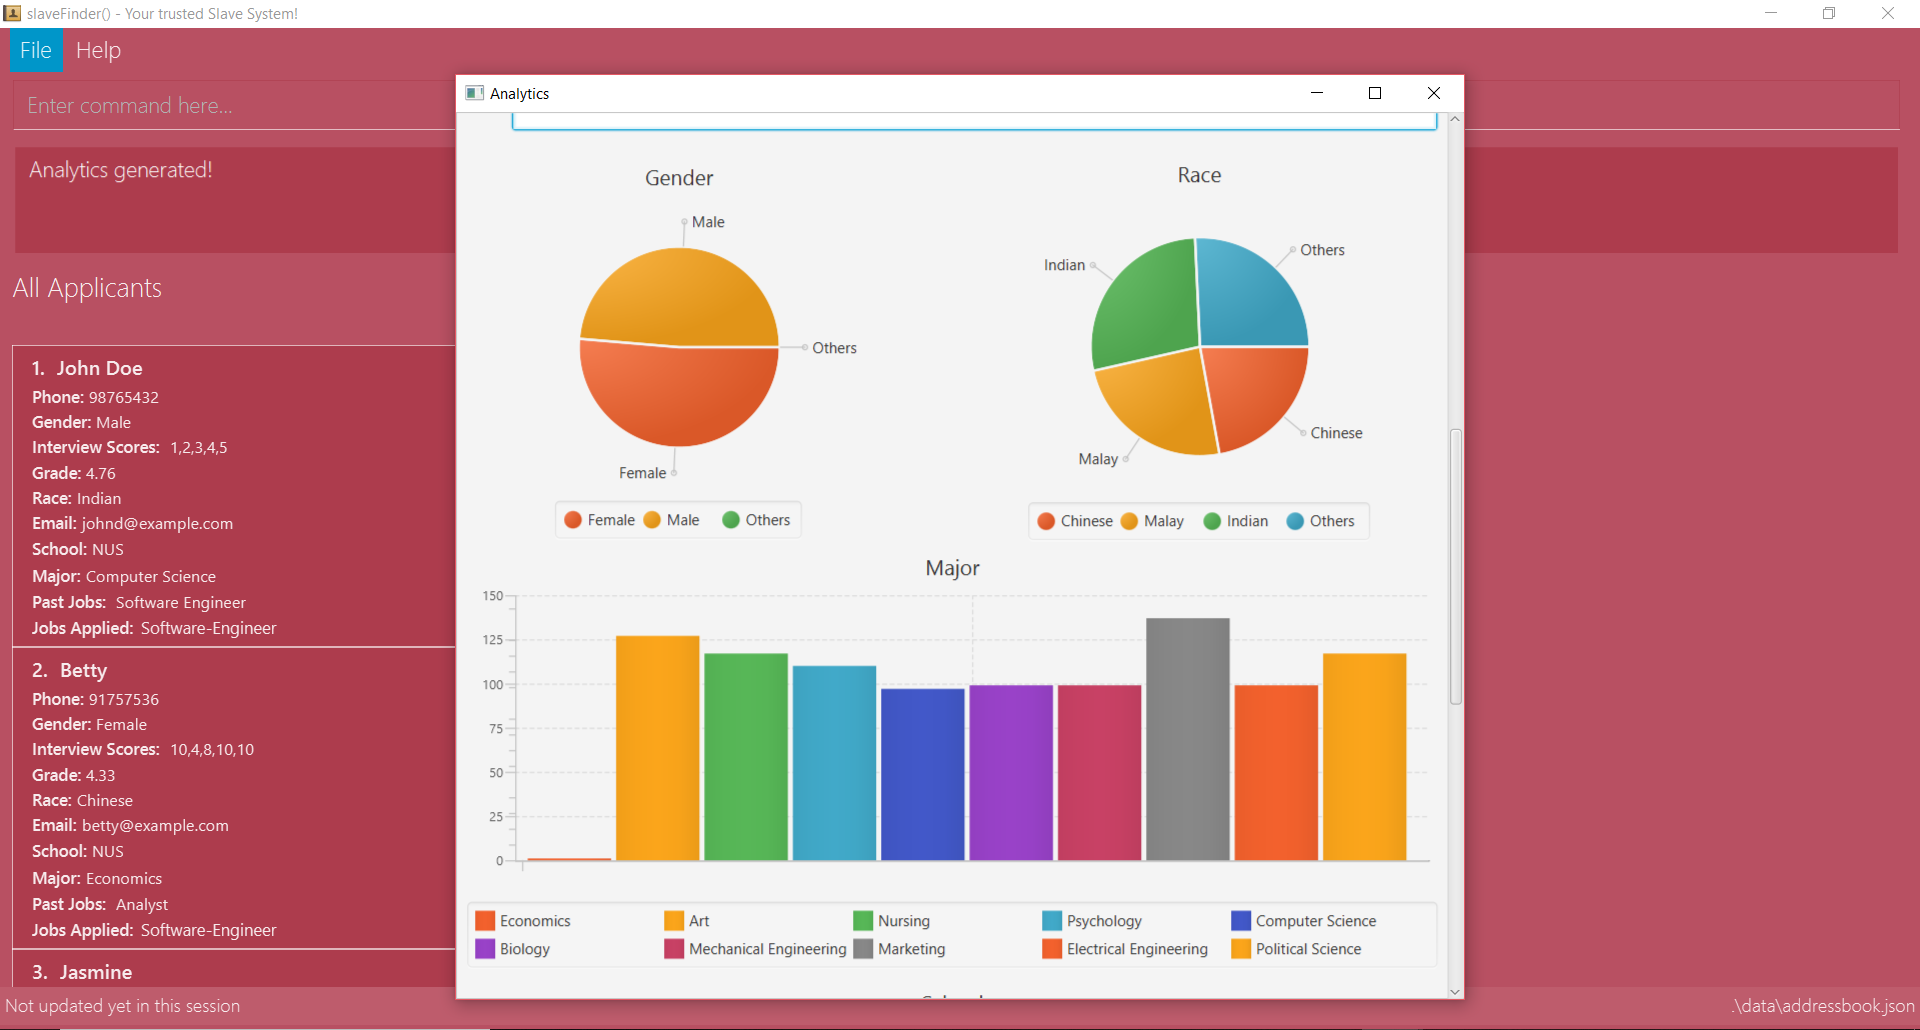 slaveFinder() - Your trusted Slave System!
File Help
Enter command here...
Analytics generated!
All Applicants
1. John Doe
Phone: 98765432
Gender: Male
Interview Scores: 1,2,3,4,5
Grade: 4.76
Race: Indian
Email: johnd@example.com
School: NUS
Major: Computer Science
Past Jobs: Software Engineer
Jobs Applied: Software-Engineer
2. Betty
Phone: 91757536
Gender: Female
Interview Scores: 10,4,8,10,10
Grade: 4.33
Race: Chinese
Email: betty@example.com
School: NUS
Major: Economics
Past Jobs: Analyst
Jobs Applied: Software-Engineer
3. Jasmine
Analytics
Gender
Male
Others
Female
Female Male Others
Race
Indian
Others
Chinese
Malay
Chinese Malay Indian Others
Major
150
125
100
75
50
25
0
Economics Art Nursing Psychology Computer Science
Biology Mechanical Engineering Marketing Electrical Engineering Political Science
Not updated yet in this session
.\data\addressbook.json